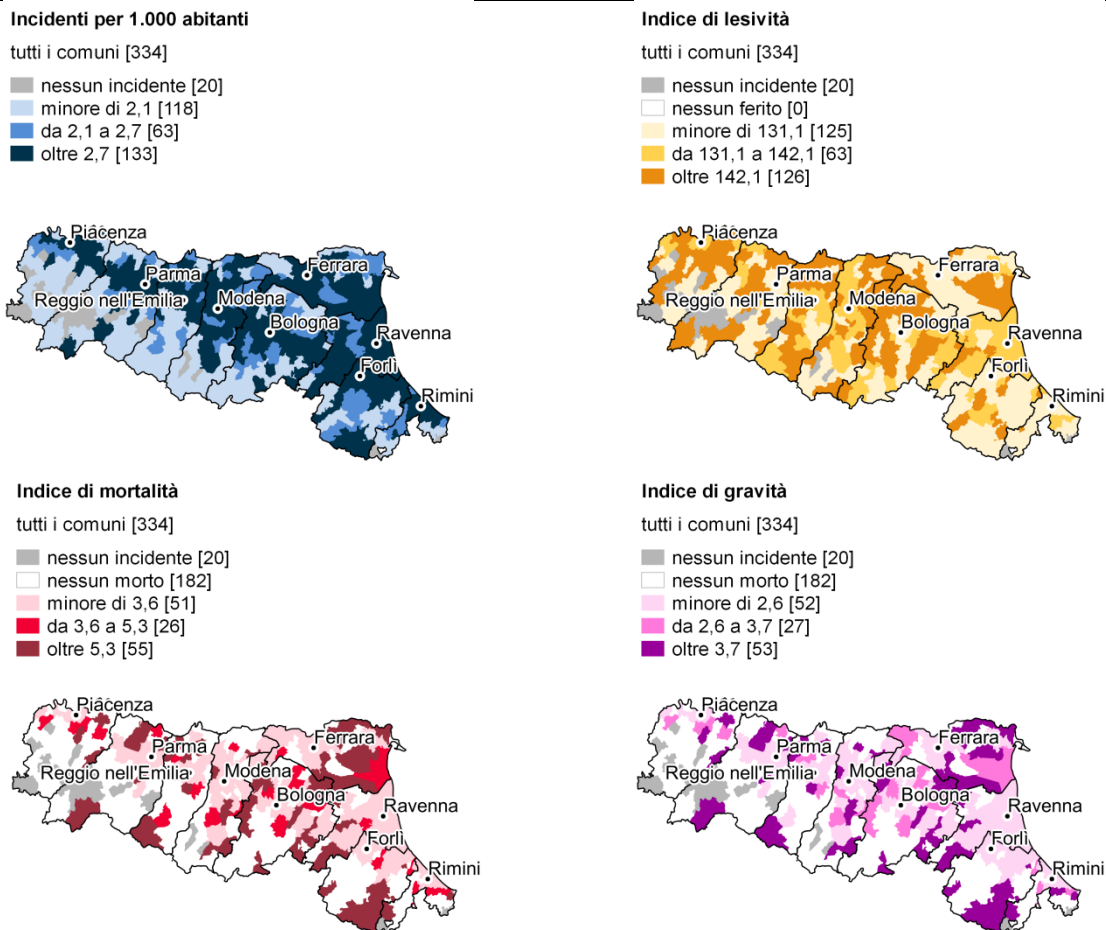 Incidenti per 1.000 abitanti
tutti i comuni [334]
nessun incidente [20]
minore di 2,1 [118]
da 2,1 a 2,7 [63]
oltre 2,7 [133]
Piacenza
Parma
Ferrara
Reggio nell'Emilia
Modena
Bologna
Ravenna
Forlì
Rimini
Indice di lesività
tutti i comuni [334]
nessun incidente [20]
nessun ferito [0]
minore di 131,1 [125]
da 131,1 a 142,1 [63]
oltre 142,1 [126]
Piacenza
Parma
Ferrara
Reggio nell'Emilia
Modena
Bologna
Ravenna
Forlì
Rimini
Indice di mortalità
tutti i comuni [334]
nessun incidente [20]
nessun morto [182]
minore di 3,6 [51]
da 3,6 a 5,3 [26]
oltre 5,3 [55]
Piacenza
Parma
Ferrara
Reggio nell'Emilia
Modena
Bologna
Ravenna
Forlì
Rimini
Indice di gravità
tutti i comuni [334]
nessun incidente [20]
nessun morto [182]
minore di 2,6 [52]
da 2,6 a 3,7 [27]
oltre 3,7 [53]
Piacenza
Parma
Ferrara
Reggio nell'Emilia
Modena
Bologna
Ravenna
Forlì
Rimini